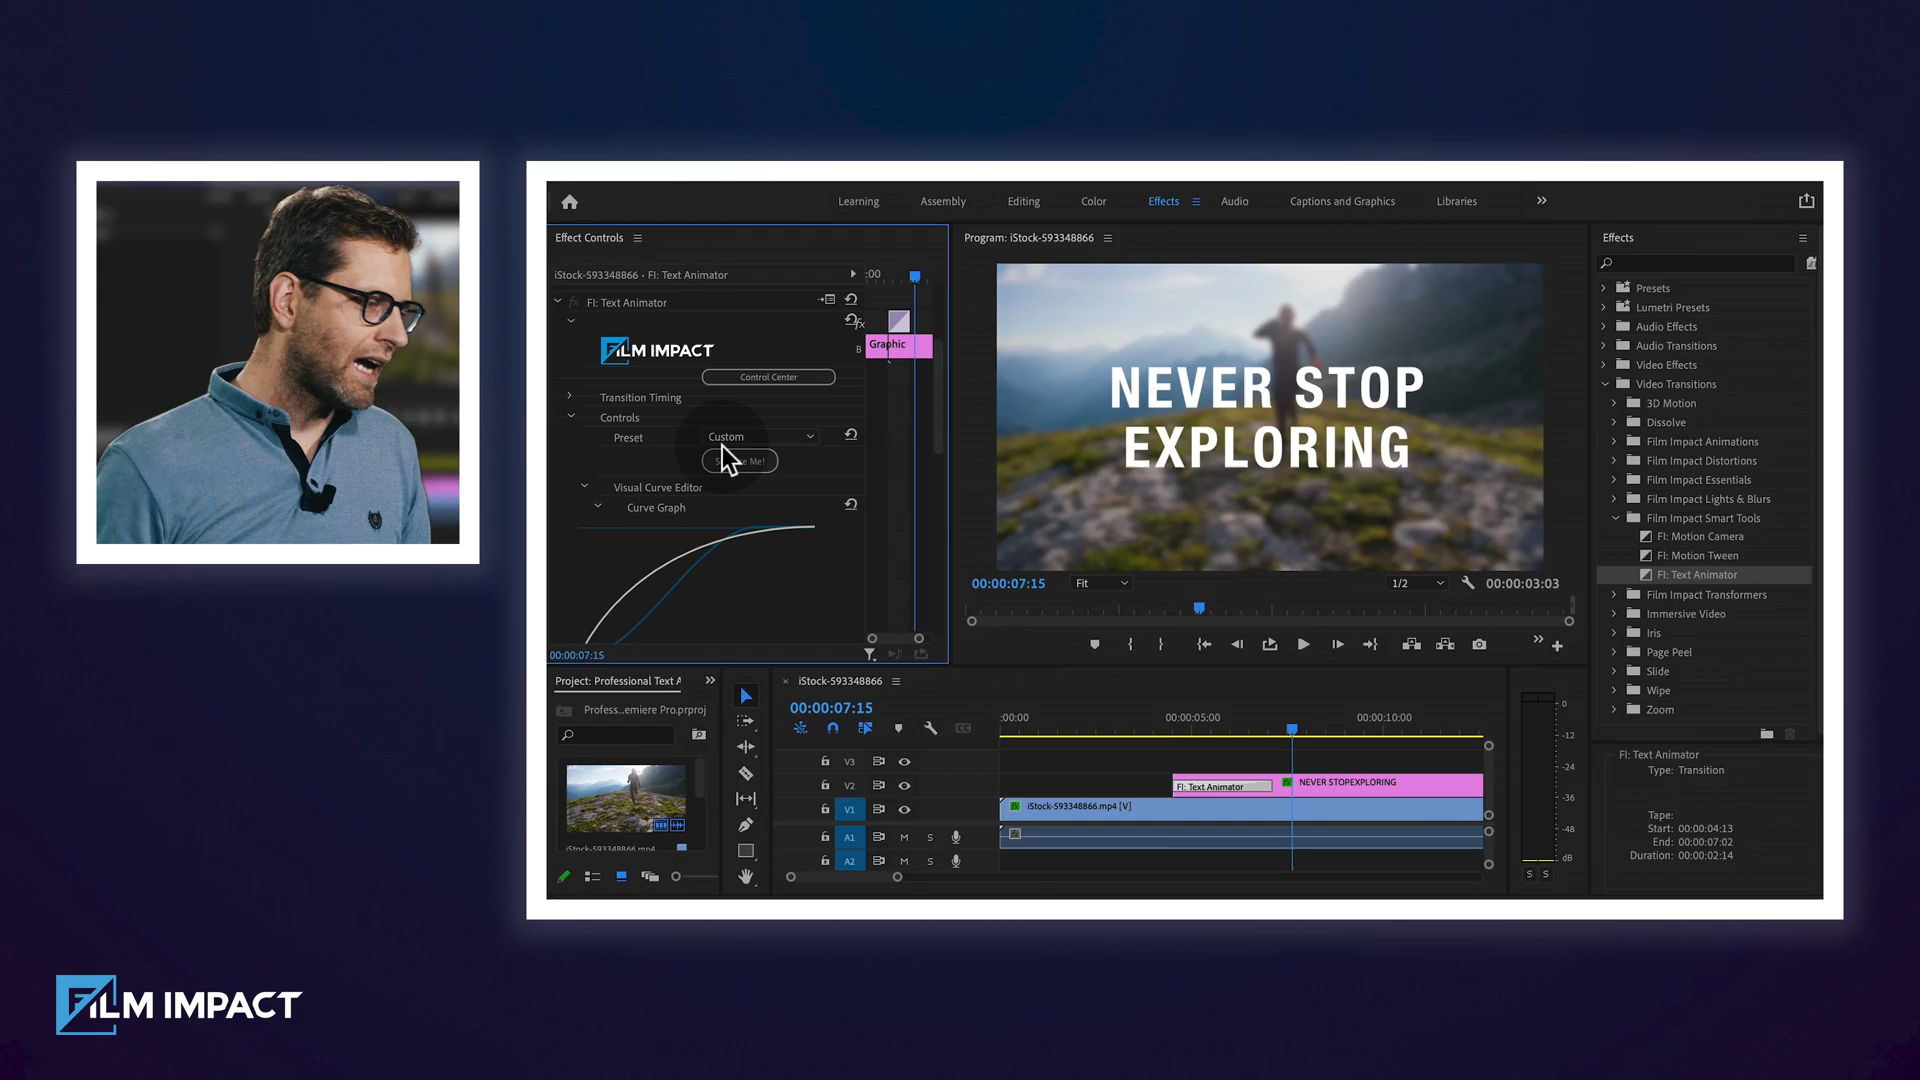 Learning
Assembly
Editing
Color
Effects
Audio
Captions and Graphics
Libraries
Effect Controls
iStock-593348866 • FI: Text Animator
:00
fx FI: Text Animator
fx
FILM IMPACT
B
Graphic
Control Center
Transition Timing
Controls
Preset
Custom
Me!
Visual Curve Editor
Curve Graph
00:00:07:15
Program: iStock-593348866
NEVER STOP
EXPLORING
00:00:07:15
Fit
1/2
00:00:03:03
Effects
Presets
Lumetri Presets
Audio Effects
Audio Transitions
Video Effects
Video Transitions
3D Motion
Dissolve
Film Impact Animations
Film Impact Distortions
Film Impact Essentials
Film Impact Lights & Blurs
Film Impact Smart Tools
FI: Motion Camera
FI: Motion Tween
FI: Text Animator
Film Impact Transformers
Immersive Video
Iris
Page Peel
Slide
Wipe
Zoom
FI: Text Animator
Type: Transition
Tape:
Start: 00:00:04:13
End: 00:00:07:02
Duration: 00:00:02:14
Project: Professional Text A
Profess...emiere Pro.prproj
iStock-593348866.mp4
× iStock-593348866
00:00:07:15
:00:00
00:00:05:00
00:00:10:00
V3
V2
FI: Text Animator
NEVER STOPEXPLORING
V1
iStock-593348866.mp4 [V]
A1 M S
A2 M S
0
-12
-24
-36
-48
dB
S S
FILM IMPACT